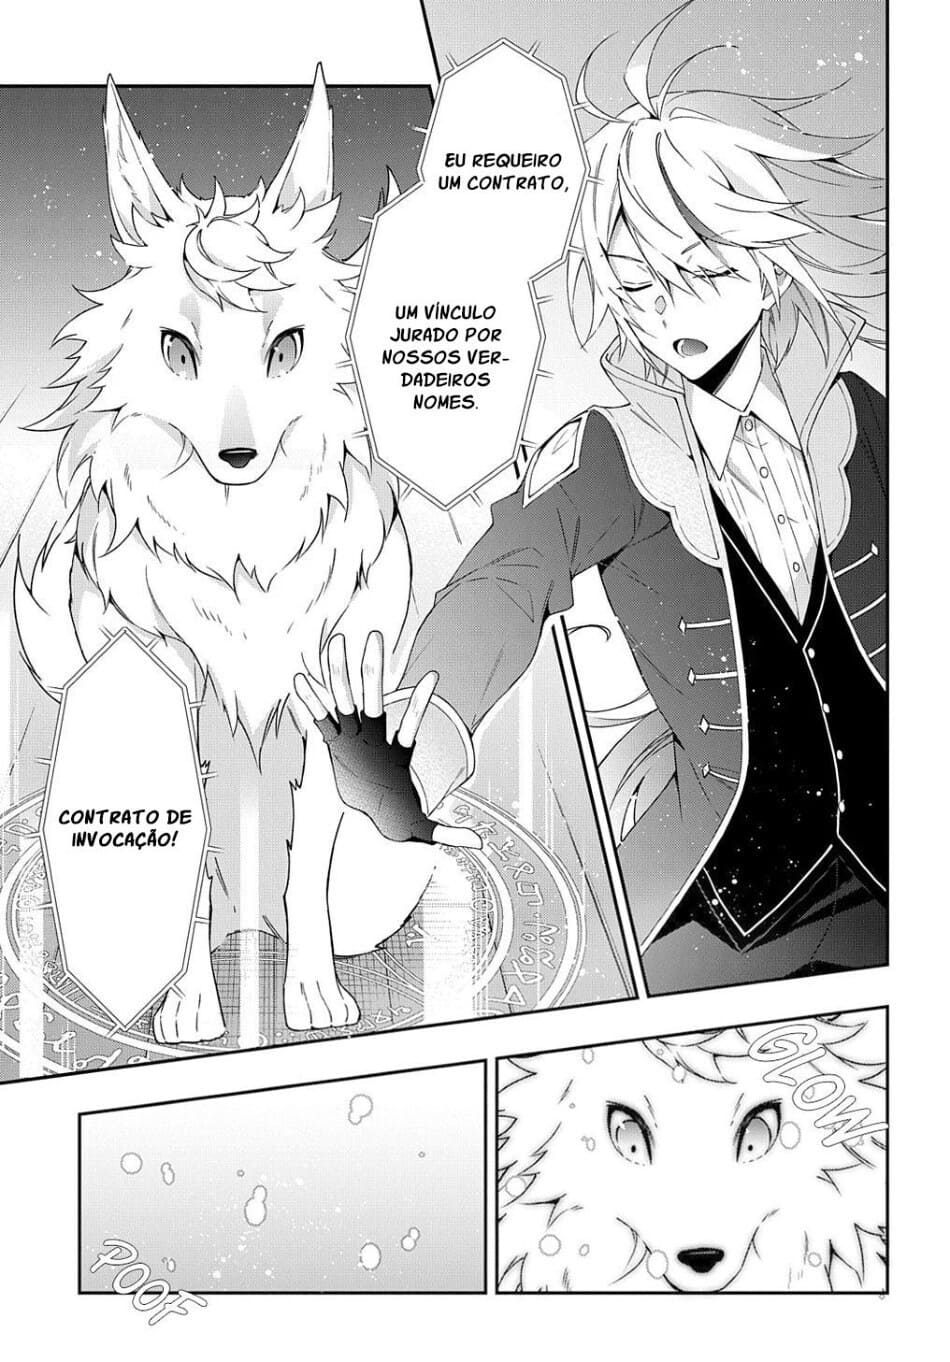 EU REQUEIRO
UM CONTRATO,
UM VÍNCULO
JURADO POR
NOSSOS VER-
DADEIROS
NOMES.
CONTRATO DE
INVOCAÇÃO!
GLOW
POOF